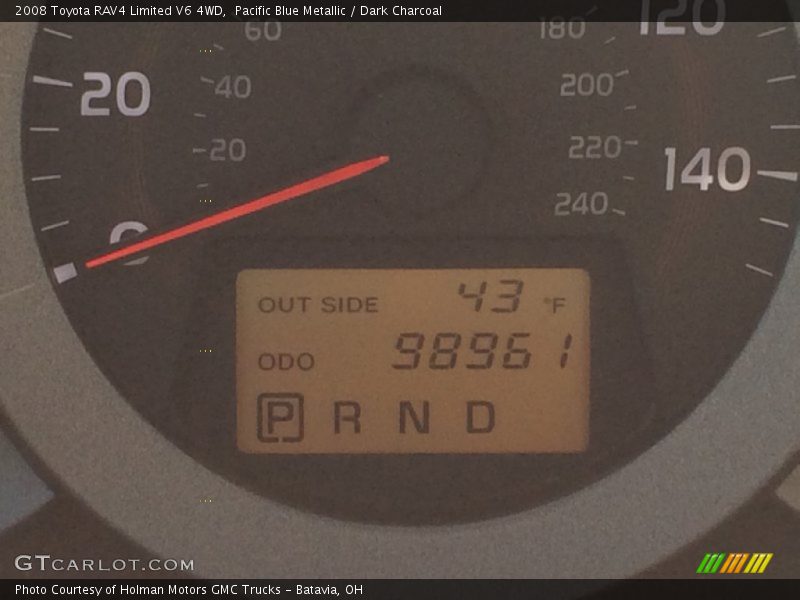 2008 Toyota RAV4 Limited V6 4WD,  Pacific Blue Metallic / Dark Charcoal
60 180 120
20 40 200
20 220 140
0 240
OUT SIDE 43 °F
ODO 98961
P R N D
GTCARLOT.COM
Photo Courtesy of Holman Motors GMC Trucks - Batavia, OH